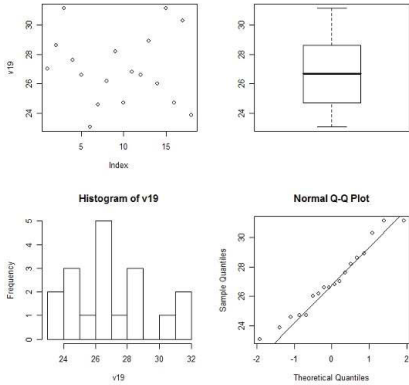 v19
24 26 28 30
5 10 15
Index
24 26 28 30
Histogram of v19
Frequency
0 1 2 3 4 5
24 26 28 30 32
v19
Normal Q-Q Plot
Sample Quantiles
24 26 28 30
-2 -1 0 1 2
Theoretical Quantiles